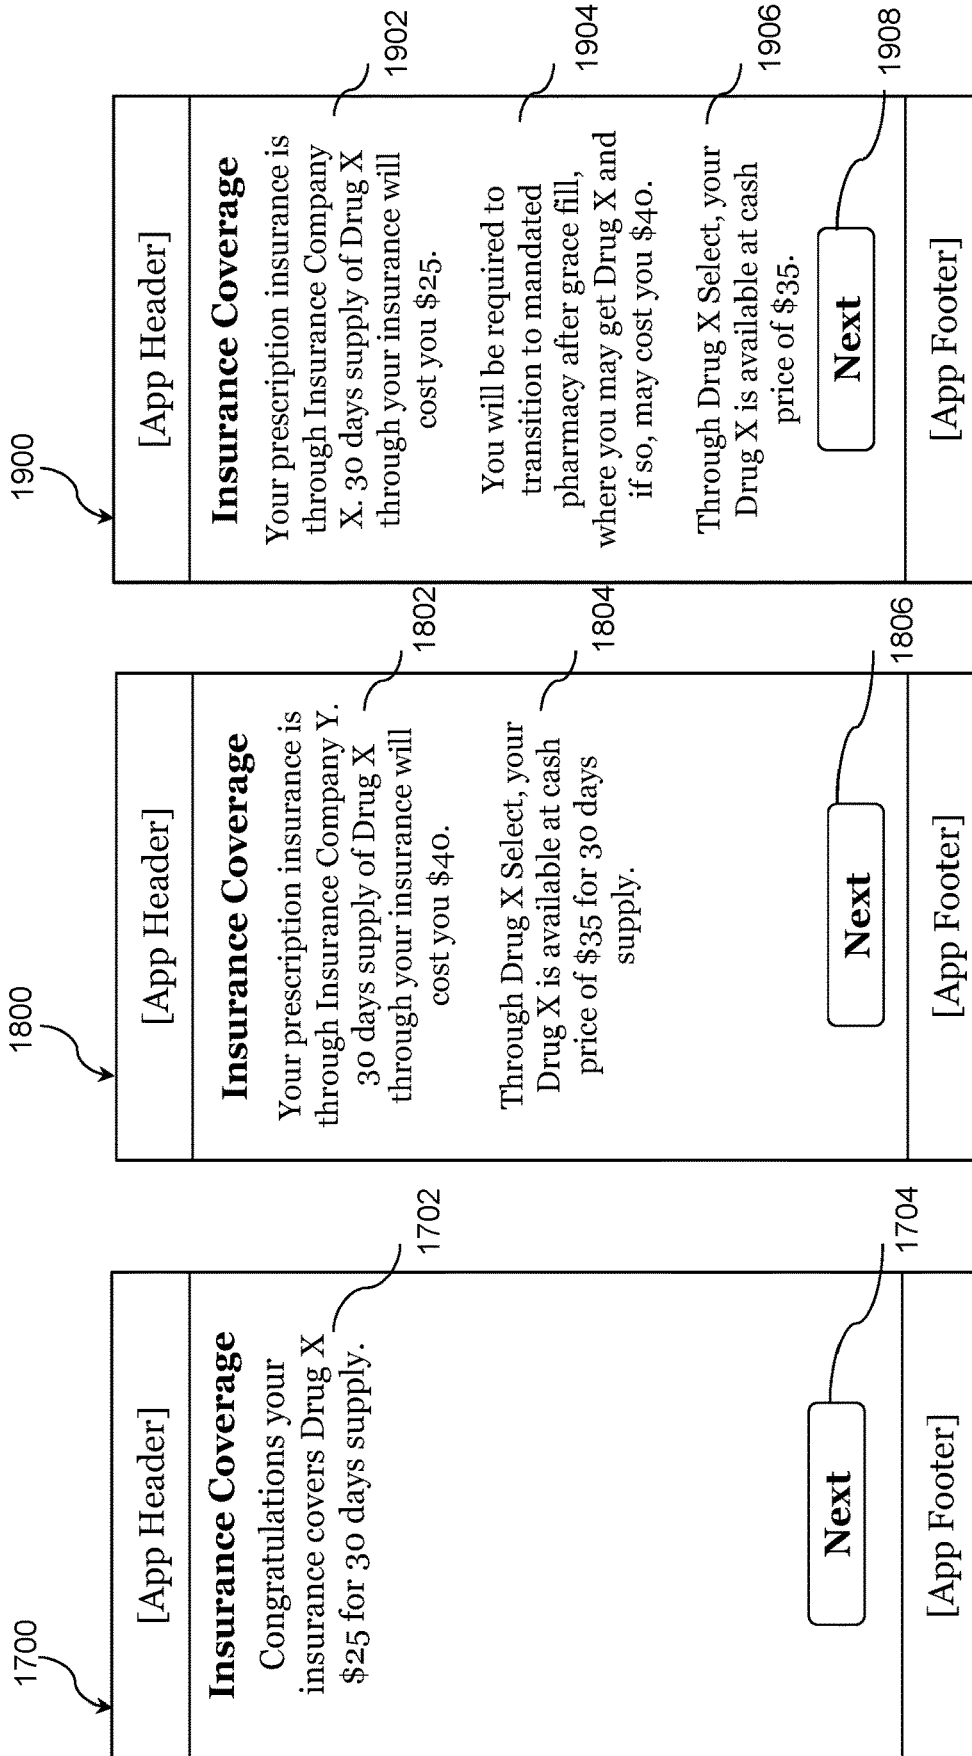 1700
[App Header]
Insurance Coverage
Congratulations your
insurance covers Drug X
$25 for 30 days supply.
1702
Next
1704
[App Footer]
1800
[App Header]
Insurance Coverage
Your prescription insurance is
through Insurance Company Y.
30 days supply of Drug X
through your insurance will
cost you $40.
1802
Through Drug X Select, your
Drug X is available at cash
price of $35 for 30 days
supply.
1804
Next
1806
[App Footer]
1900
[App Header]
Insurance Coverage
Your prescription insurance is
through Insurance Company
X. 30 days supply of Drug X
through your insurance will
cost you $25.
1902
You will be required to
transition to mandated
pharmacy after grace fill,
where you may get Drug X and
if so, may cost you $40.
1904
Through Drug X Select, your
Drug X is available at cash
price of $35.
1906
Next
1908
[App Footer]